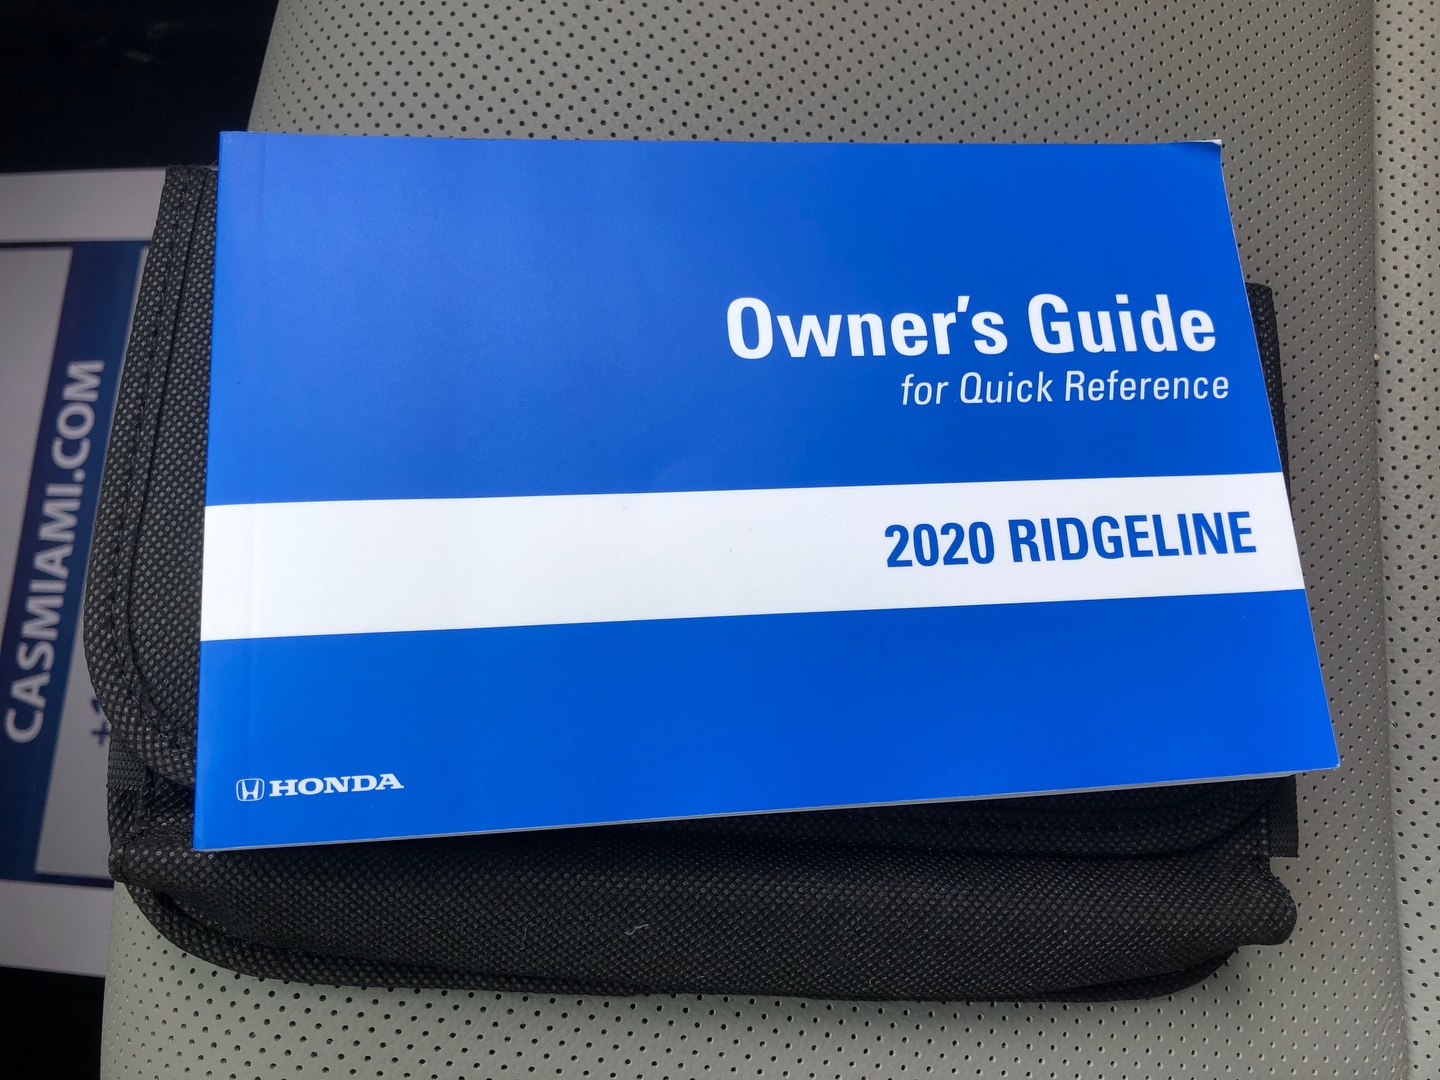 Owner's Guide
for Quick Reference
2020 RIDGELINE
HONDA
CASMIAMI.COM